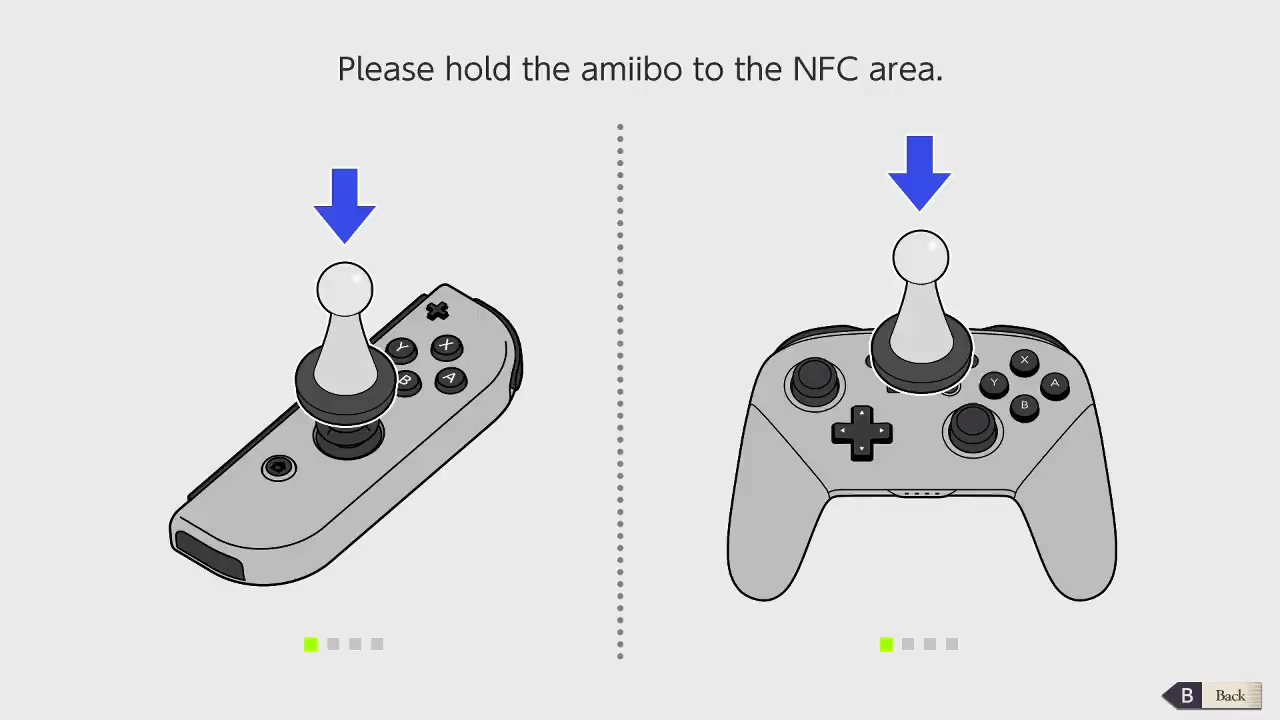 Please hold the amiibo to the NFC area.
Y X
B A
X
Y A
B
B Back